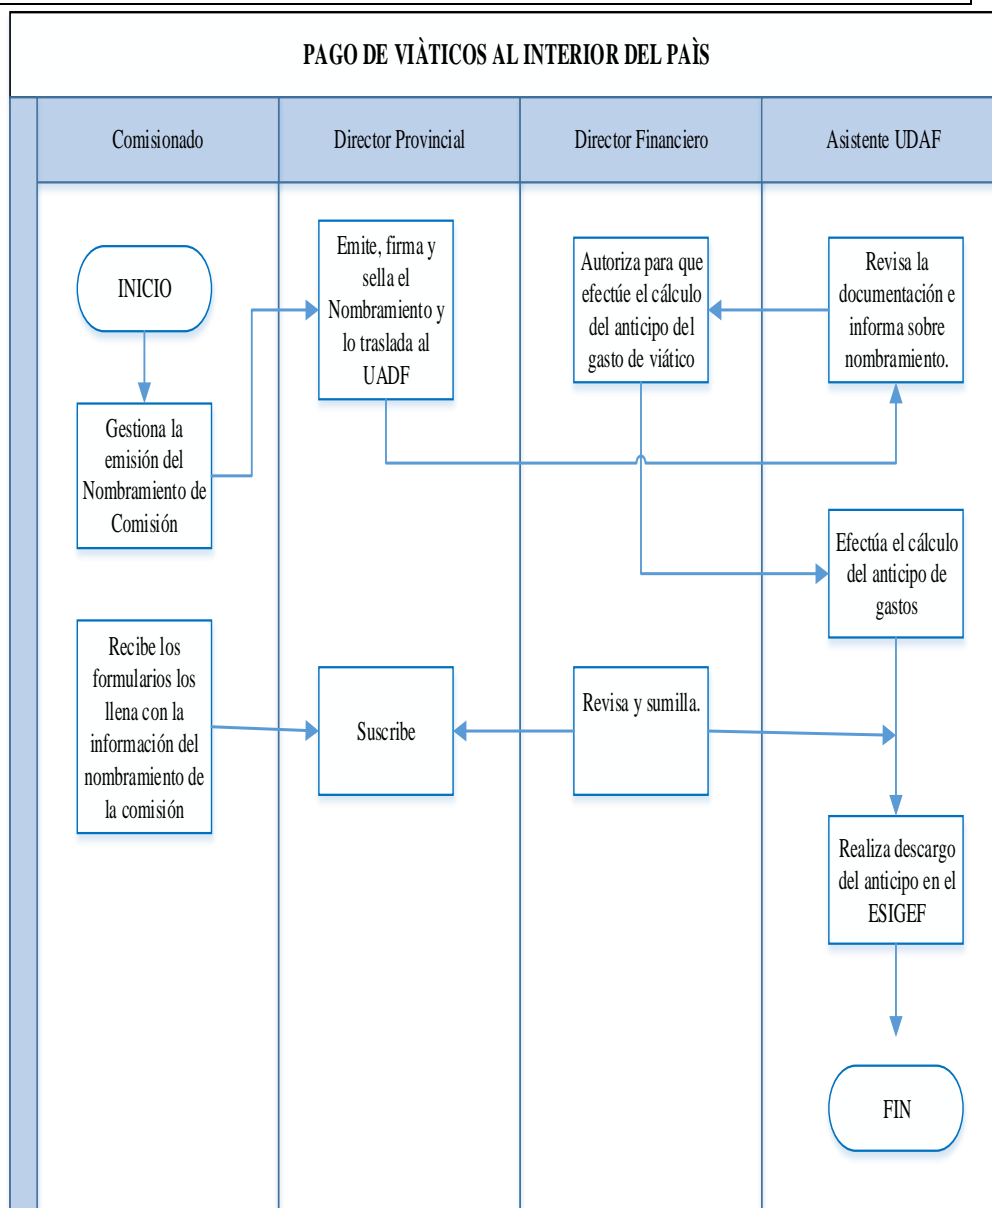 PAGO DE VIÀTICOS AL INTERIOR DEL PAÌS
Comisionado
Director Provincial
Director Financiero
Asistente UDAF
INICIO
Emite, firma y
sella el
Nombramiento y
lo traslada al
UADF
Autoriza para que
efectúe el cálculo
del anticipo del
gasto de viático
Revisa la
documentación e
informa sobre
nombramiento.
Gestiona la
emisión del
Nombramiento de
Comisión
Efectúa el cálculo
del anticipo de
gastos
Recibe los
formularios los
llena con la
información del
nombramiento de
la comisión
Suscribe
Revisa y sumilla.
Realiza descargo
del anticipo en el
ESIGEF
FIN